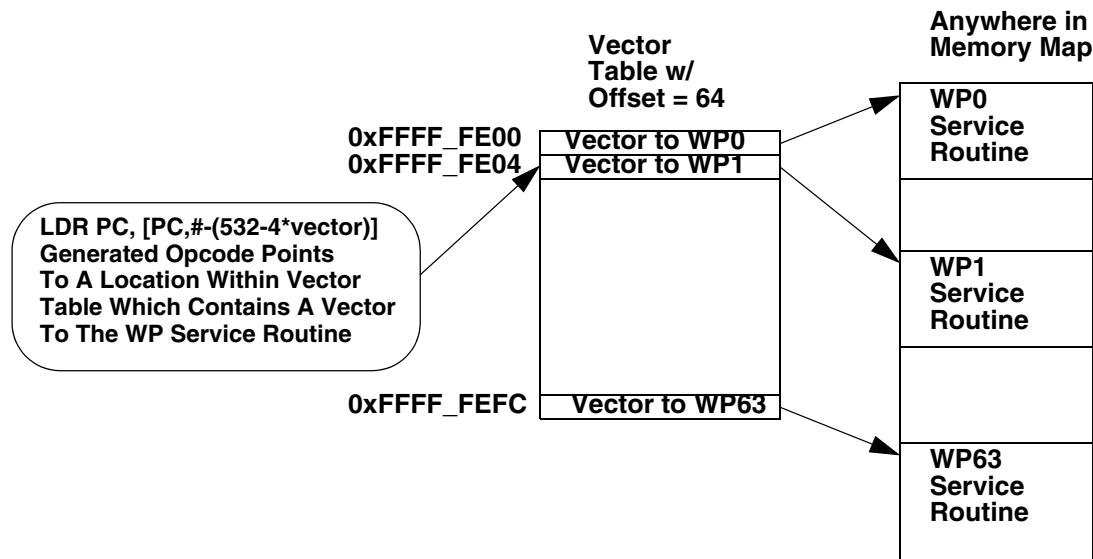 Anywhere in
Memory Map
Vector
Table w/
Offset = 64
0xFFFF_FE00
Vector to WP0
0xFFFF_FE04
Vector to WP1
LDR PC, [PC,#-(532-4*vector)]
Generated Opcode Points
To A Location Within Vector
Table Which Contains A Vector
To The WP Service Routine
0xFFFF_FEFC
Vector to WP63
WP0
Service
Routine
WP1
Service
Routine
WP63
Service
Routine